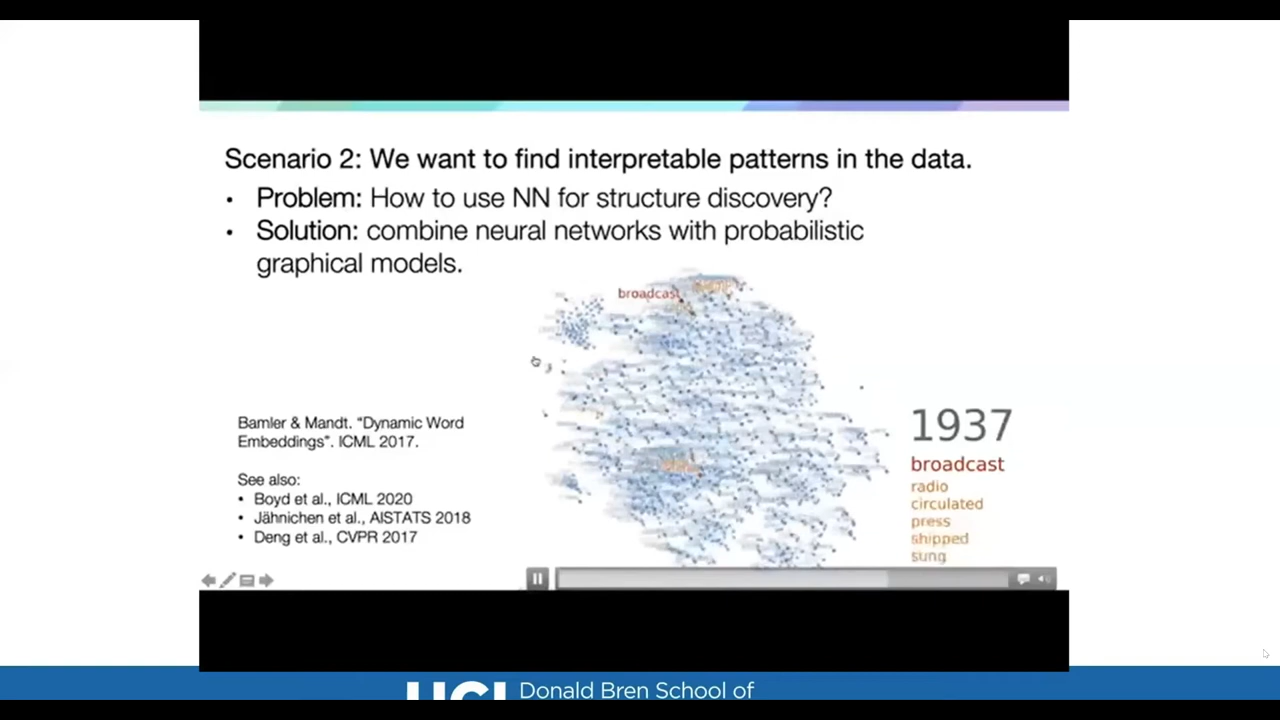 Scenario 2: We want to find interpretable patterns in the data.
• Problem: How to use NN for structure discovery?
• Solution: combine neural networks with probabilistic
graphical models.
broadcast
Bamler & Mandt. “Dynamic Word
Embeddings”. ICML 2017.
See also:
• Boyd et al., ICML 2020
• Jähnichen et al., AISTATS 2018
• Deng et al., CVPR 2017
1937
broadcast
radio
circulated
press
shipped
sung
UCI Donald Bren School of